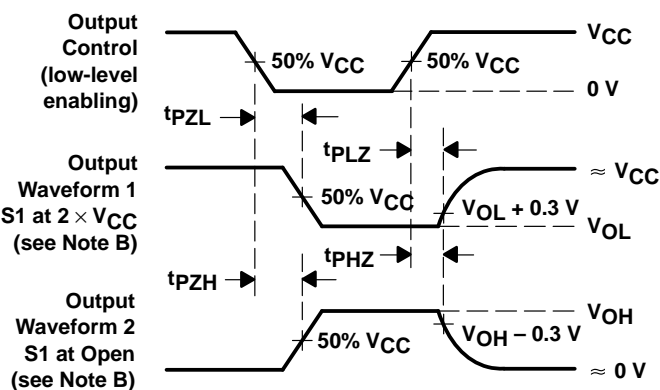 Output
Control
(low-level
enabling)
50% VCC
50% VCC
VCC
0 V
tPZL
tPLZ
Output
Waveform 1
S1 at 2 × VCC
(see Note B)
50% VCC
≈ VCC
VOL + 0.3 V
VOL
tPZH
tPHZ
Output
Waveform 2
S1 at Open
(see Note B)
50% VCC
VOH
VOH – 0.3 V
≈ 0 V